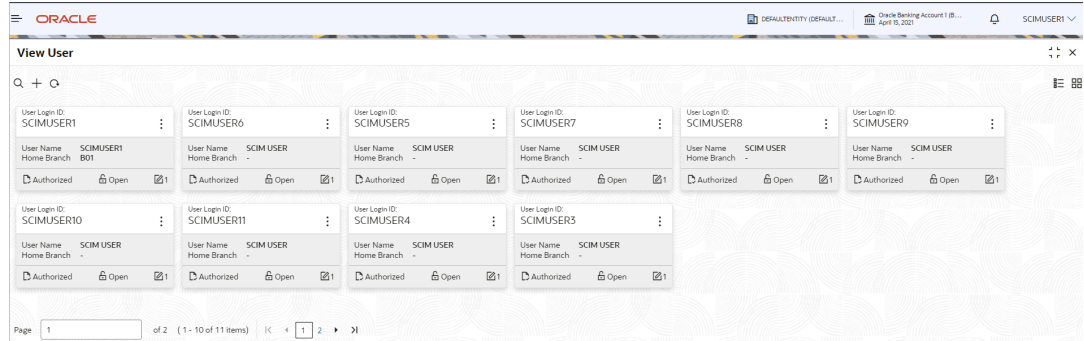 ORACLE
DEFAULTENTITY (DEFAULT...
Oracle Banking Account 1 (B...
April 15, 2021
SCIMUSER1
View User
User Login ID: User Login ID: User Login ID: User Login ID: User Login ID: User Login ID:
SCIMUSER1 SCIMUSER6 SCIMUSER5 SCIMUSER7 SCIMUSER8 SCIMUSER9
User Name SCIMUSER1 User Name SCIM USER User Name SCIM USER User Name SCIM USER User Name SCIM USER User Name SCIM USER
Home Branch B01 Home Branch - Home Branch - Home Branch - Home Branch - Home Branch -
Authorized Open 1 Authorized Open 1 Authorized Open 1 Authorized Open 1 Authorized Open 1 Authorized Open 1
User Login ID: User Login ID: User Login ID: User Login ID:
SCIMUSER10 SCIMUSER11 SCIMUSER4 SCIMUSER3
User Name SCIM USER User Name SCIM USER User Name SCIM USER User Name SCIM USER
Home Branch - Home Branch - Home Branch - Home Branch -
Authorized Open 1 Authorized Open 1 Authorized Open 1 Authorized Open 1
Page 1 of 2 (1 - 10 of 11 items) 1 2